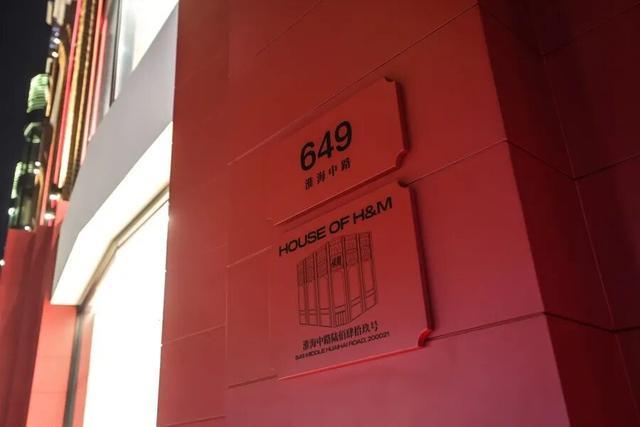 649
淮海中路
HOUSE OF H&M
H&M
淮海中路陆佰肆拾玖号
649 MIDDLE HUAIHAI ROAD, 200021